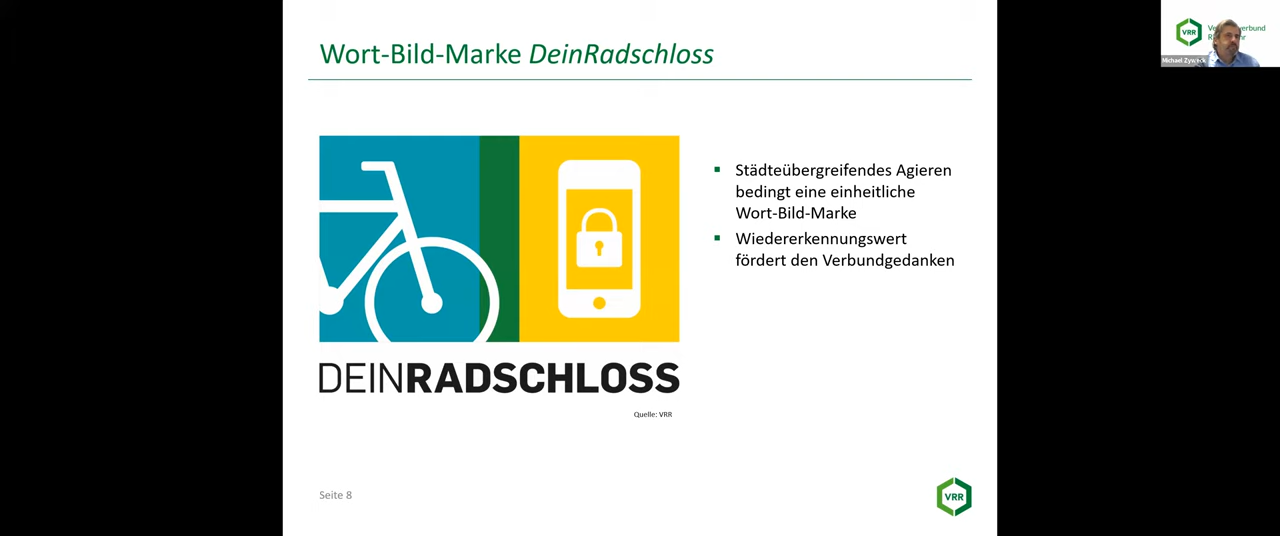 Wort-Bild-Marke DeinRadschloss
▪ Städteübergreifendes Agieren
bedingt eine einheitliche
Wort-Bild-Marke
▪ Wiedererkennungswert
fördert den Verbundgedanken
DEINRADSCHLOSS
Quelle: VRR
Seite 8
VRR
VRR
Michael